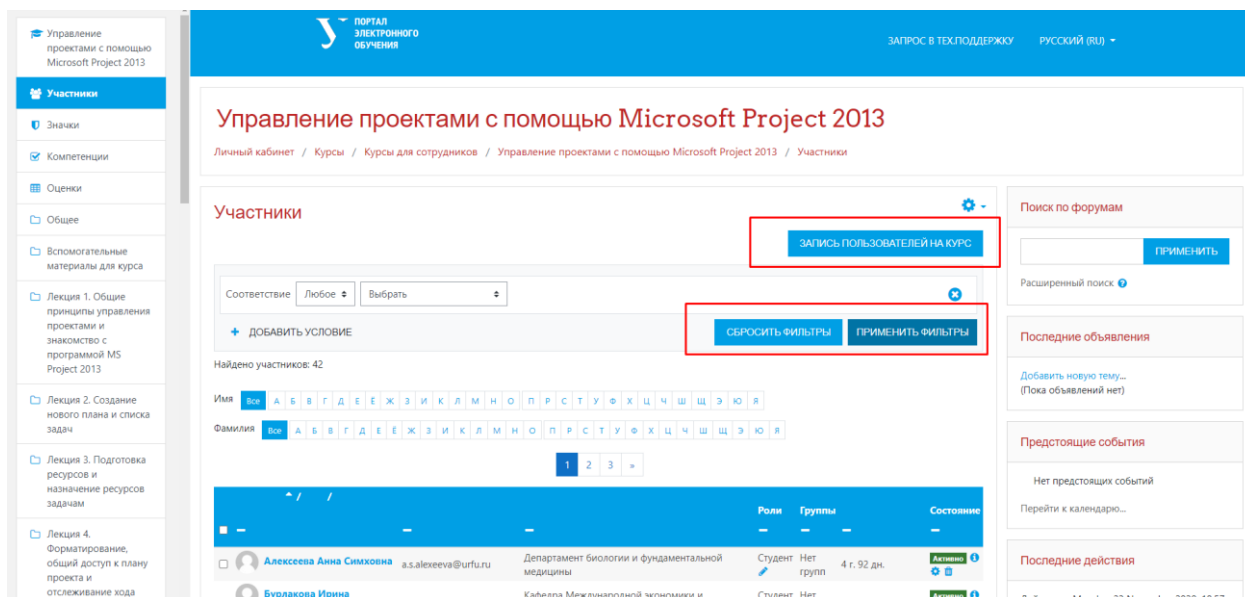 Управление
проектами с помощью
Microsoft Project 2013
Участники
Значки
Компетенции
Оценки
Общее
Вспомогательные
материалы для курса
Лекция 1. Общие
принципы управления
проектами и
знакомство с
программой MS
Project 2013
Лекция 2. Создание
нового плана и списка
задач
Лекция 3. Подготовка
ресурсов и
назначение ресурсов
задачам
Лекция 4.
Форматирование,
общий доступ к плану
проекта и
отслеживание хода
ПОРТАЛ
ЭЛЕКТРОННОГО
ОБУЧЕНИЯ
ЗАПРОС В ТЕХ.ПОДДЕРЖКУ РУССКИЙ (RU)
Управление проектами с помощью Microsoft Project 2013
Личный кабинет / Курсы / Курсы для сотрудников / Управление проектами с помощью Microsoft Project 2013 / Участники
Участники
ЗАПИСЬ ПОЛЬЗОВАТЕЛЕЙ НА КУРС
Соответствие Любое Выбрать
+ ДОБАВИТЬ УСЛОВИЕ СБРОСИТЬ ФИЛЬТРЫ ПРИМЕНИТЬ ФИЛЬТРЫ
Найдено участников: 42
Имя Все А Б В Г Д Е Ё Ж З И К Л М Н О П Р С Т У Ф Х Ц Ч Ш Щ Э Ю Я
Фамилия Все А Б В Г Д Е Ё Ж З И К Л М Н О П Р С Т У Ф Х Ц Ч Ш Щ Э Ю Я
1 2 3 »
/ /
Роли Группы Состояние
Алексеева Анна Симховна a.s.alexeeva@urfu.ru Департамент биологии и фундаментальной медицины Студент Нет групп 4 г. 92 дн. Активно
Бурдакова Ирина Кафедра Международной экономики и Студент Нет Активно
Поиск по форумам
ПРИМЕНИТЬ
Расширенный поиск
Последние объявления
Добавить новую тему...
(Пока объявлений нет)
Предстоящие события
Нет предстоящих событий
Перейти к календарю...
Последние действия